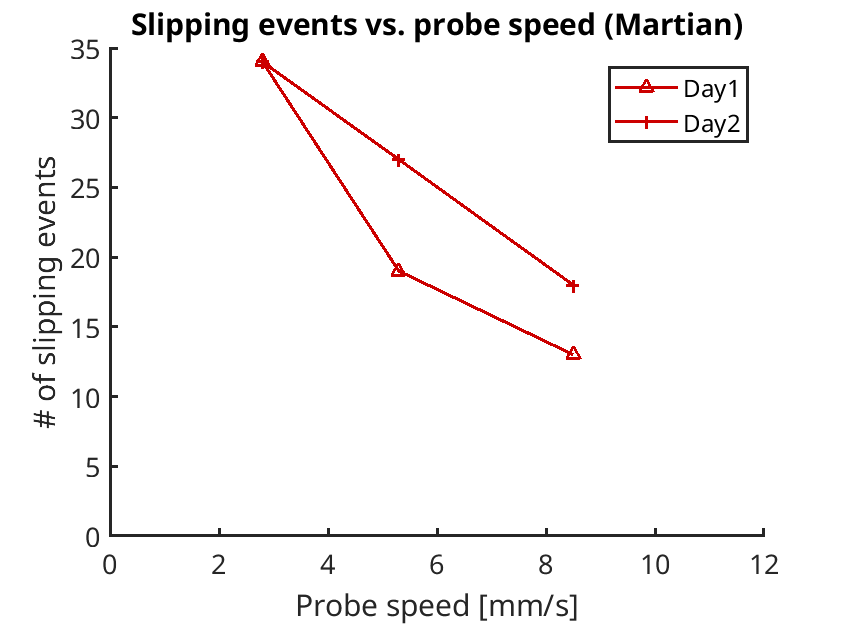 Slipping events vs. probe speed (Martian)
35
30
25
20
15
10
5
0
# of slipping events
Day1
Day2
0 2 4 6 8 10 12
Probe speed [mm/s]